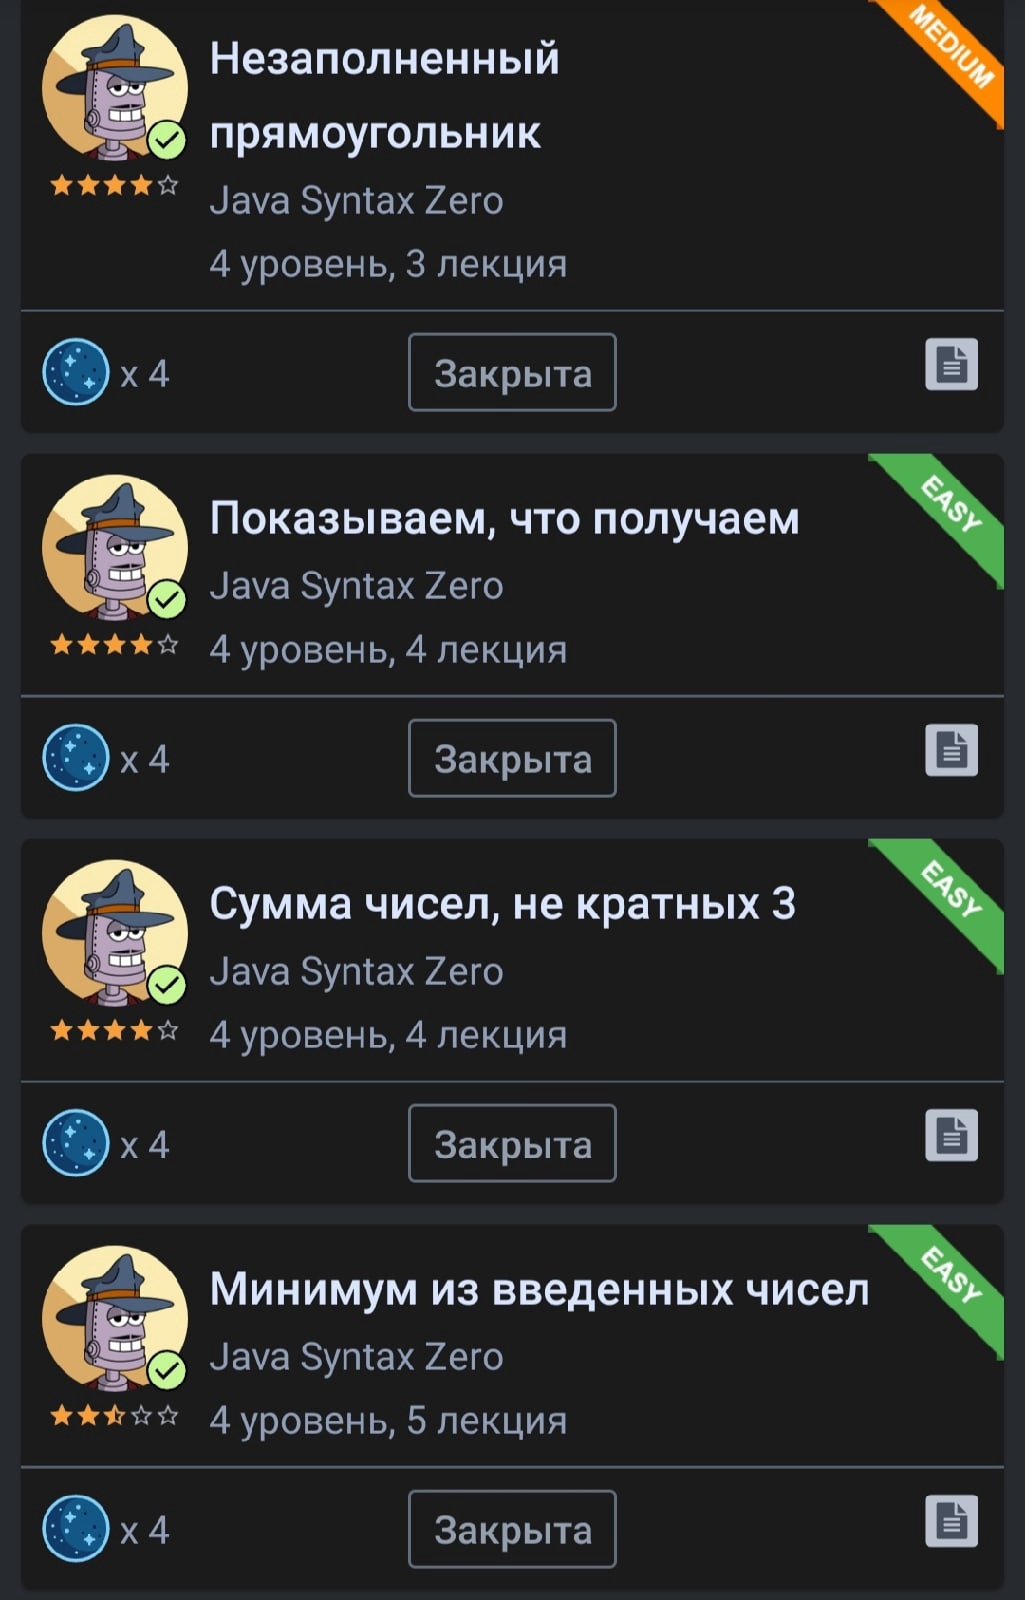 Незаполненный
прямоугольник
MEDIUM
Java Syntax Zero
4 уровень, 3 лекция
x 4
Закрыта
Показываем, что получаем
EASY
Java Syntax Zero
4 уровень, 4 лекция
x 4
Закрыта
Сумма чисел, не кратных 3
EASY
Java Syntax Zero
4 уровень, 4 лекция
x 4
Закрыта
Минимум из введенных чисел
EASY
Java Syntax Zero
4 уровень, 5 лекция
x 4
Закрыта